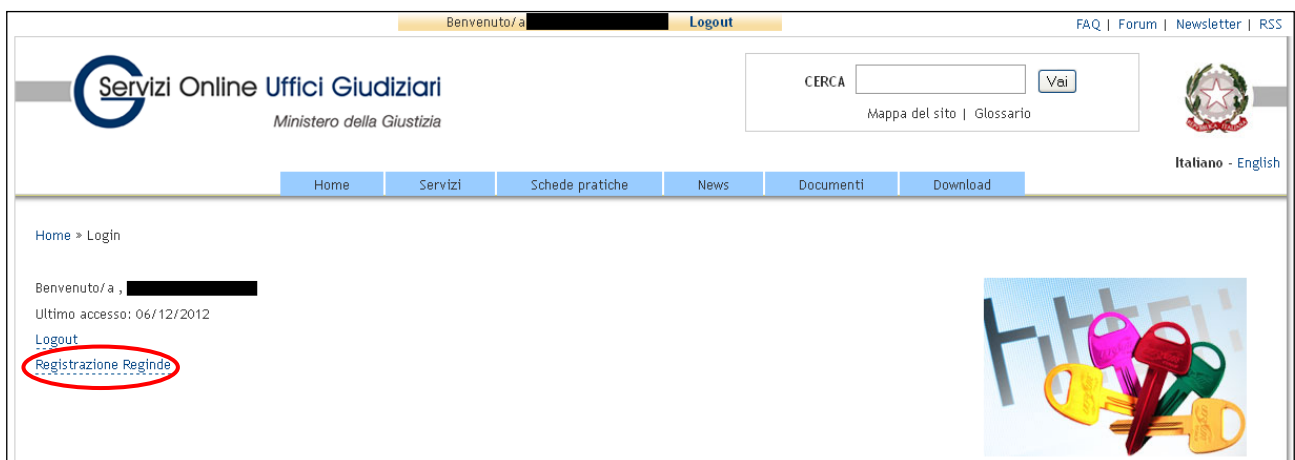 Benvenuto/a Logout
FAQ | Forum | Newsletter | RSS
Servizi Online Uffici Giudiziari
Ministero della Giustizia
CERCA Vai
Mappa del sito | Glossario
Italiano - English
Home Servizi Schede pratiche News Documenti Download
Home » Login
Benvenuto/a ,
Ultimo accesso: 06/12/2012
Logout
Registrazione Reginde